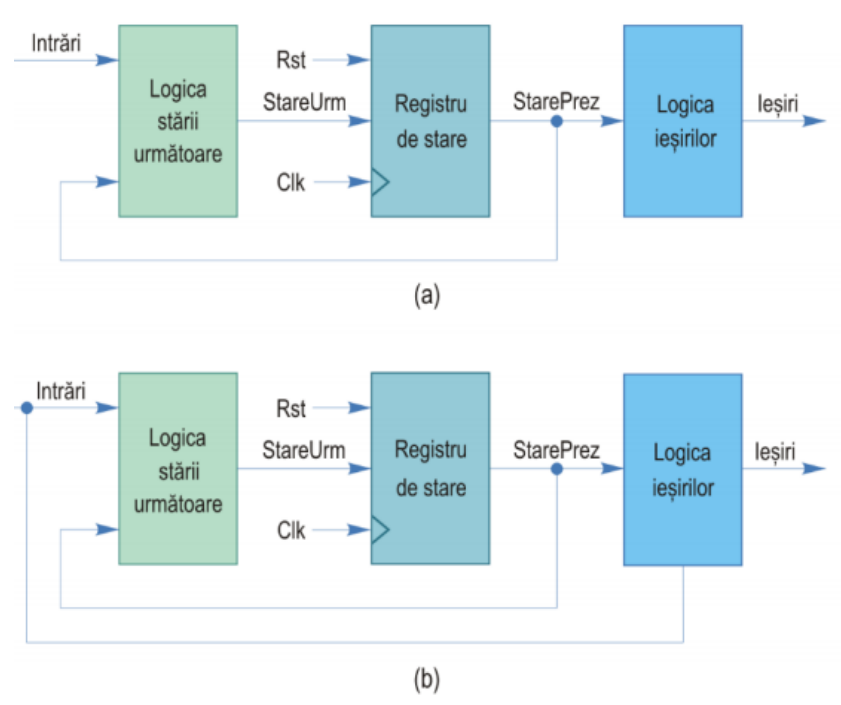 Intrări
Logica
stării
următoare
Rst
StareUrm
Clk
Registru
de stare
StarePrez
Logica
ieșirilor
Ieșiri
(a)
Intrări
Logica
stării
următoare
Rst
StareUrm
Clk
Registru
de stare
StarePrez
Logica
ieșirilor
Ieșiri
(b)